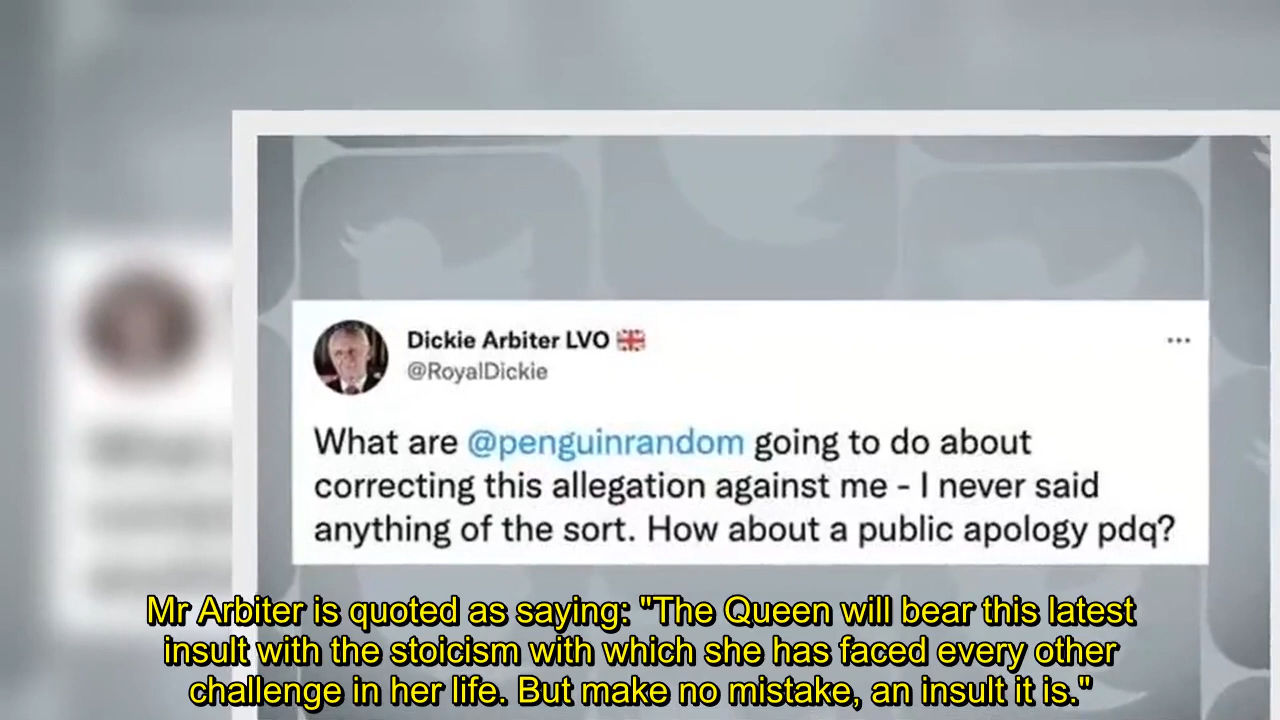 Dickie Arbiter LVO 🇬🇧
@RoyalDickie
What are @penguinrandom going to do about
correcting this allegation against me - I never said
anything of the sort. How about a public apology pdq?
Mr Arbiter is quoted as saying: "The Queen will bear this latest
insult with the stoicism with which she has faced every other
challenge in her life. But make no mistake, an insult it is."